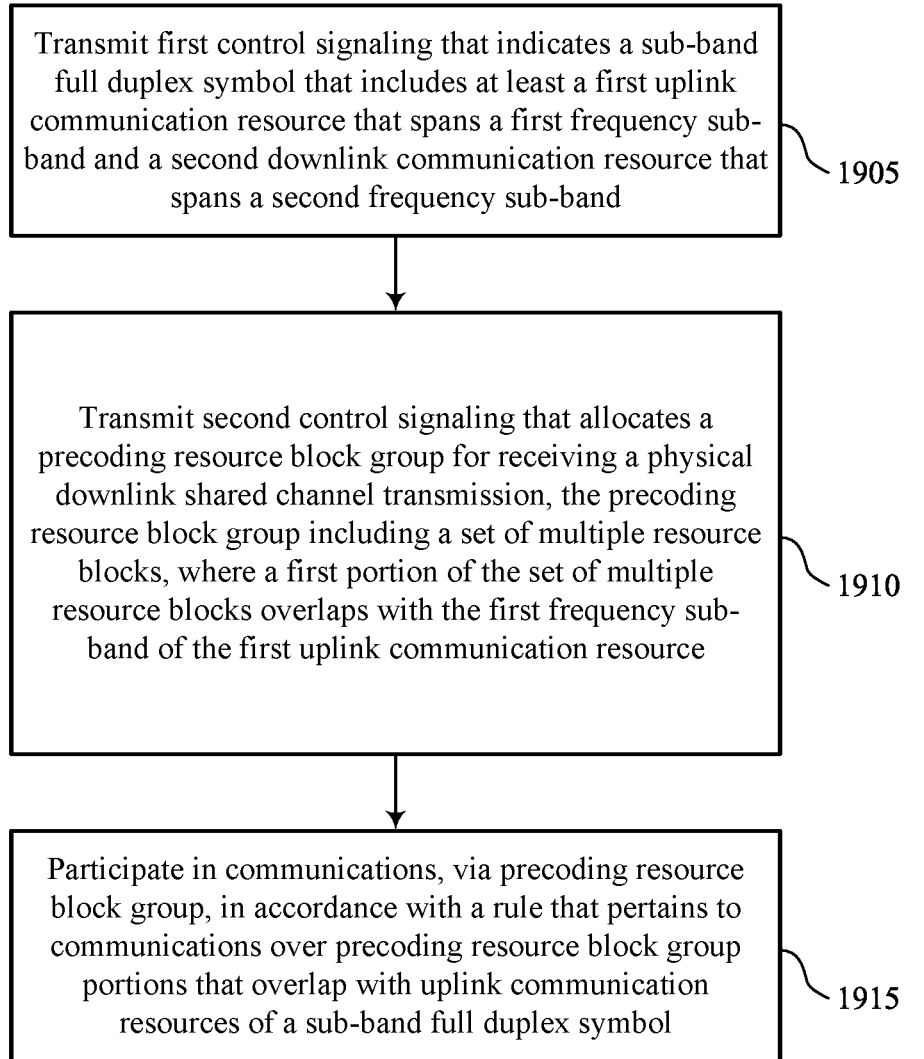 Transmit first control signaling that indicates a sub-band
full duplex symbol that includes at least a first uplink
communication resource that spans a first frequency sub-
band and a second downlink communication resource that
spans a second frequency sub-band
1905
Transmit second control signaling that allocates a
precoding resource block group for receiving a physical
downlink shared channel transmission, the precoding
resource block group including a set of multiple resource
blocks, where a first portion of the set of multiple
resource blocks overlaps with the first frequency sub-
band of the first uplink communication resource
1910
Participate in communications, via precoding resource
block group, in accordance with a rule that pertains to
communications over precoding resource block group
portions that overlap with uplink communication
resources of a sub-band full duplex symbol
1915